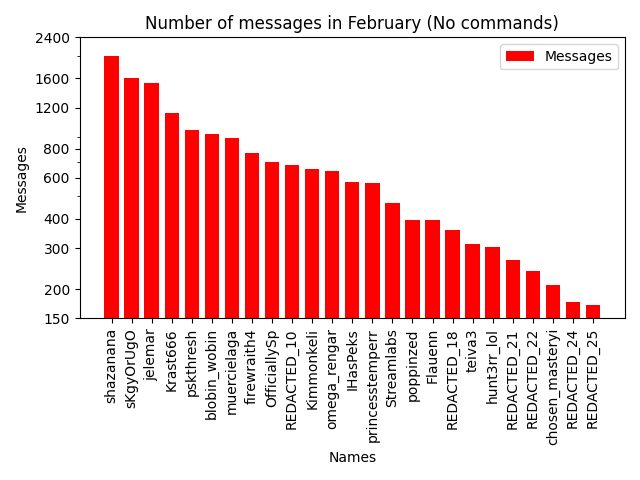 Number of messages in February (No commands)
Messages
2400
1600
1200
800
600
400
300
200
150
Messages
shazanana
sKgyOrUgO
jelemar
Krast666
pskthresh
blobin_wobin
muercielaga
firewraith4
OfficiallySp
REDACTED_10
Kimmonkeli
omega_rengar
IHasPeks
princesstemperr
Streamlabs
poppinzed
Flauenn
REDACTED_18
teiva3
hunt3rr_lol
REDACTED_21
REDACTED_22
chosen_masteryi
REDACTED_24
REDACTED_25
Names